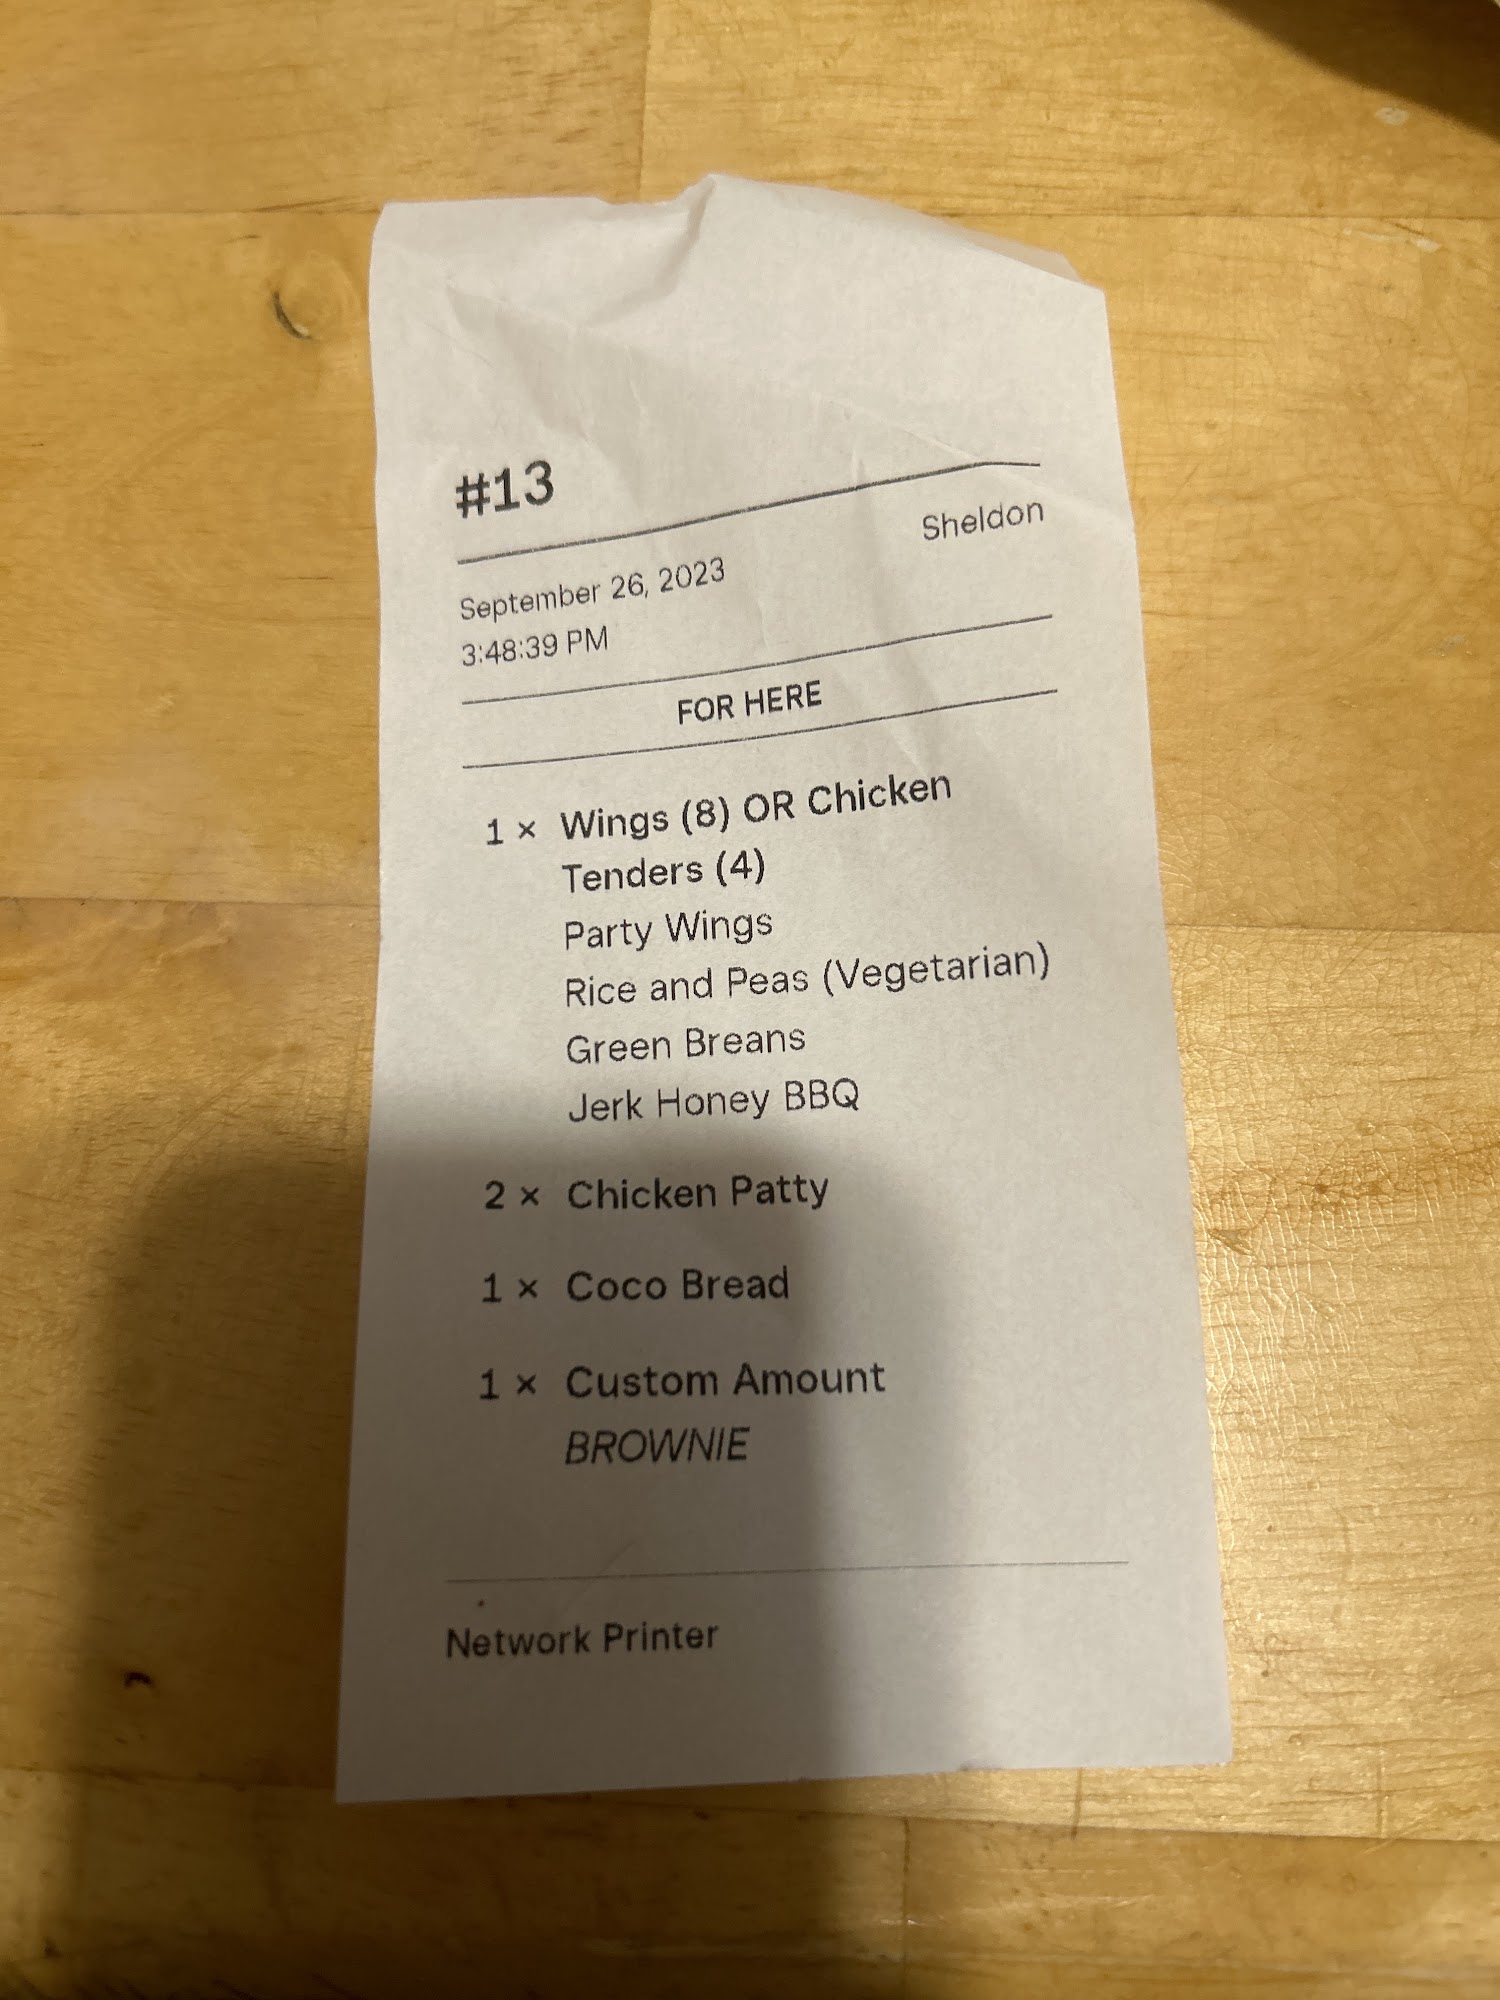 #13
Sheldon
September 26, 2023
3:48:39 PM
FOR HERE
1 × Wings (8) OR Chicken
Tenders (4)
Party Wings
Rice and Peas (Vegetarian)
Green Breans
Jerk Honey BBQ
2 × Chicken Patty
1 × Coco Bread
1 × Custom Amount
BROWNIE
Network Printer